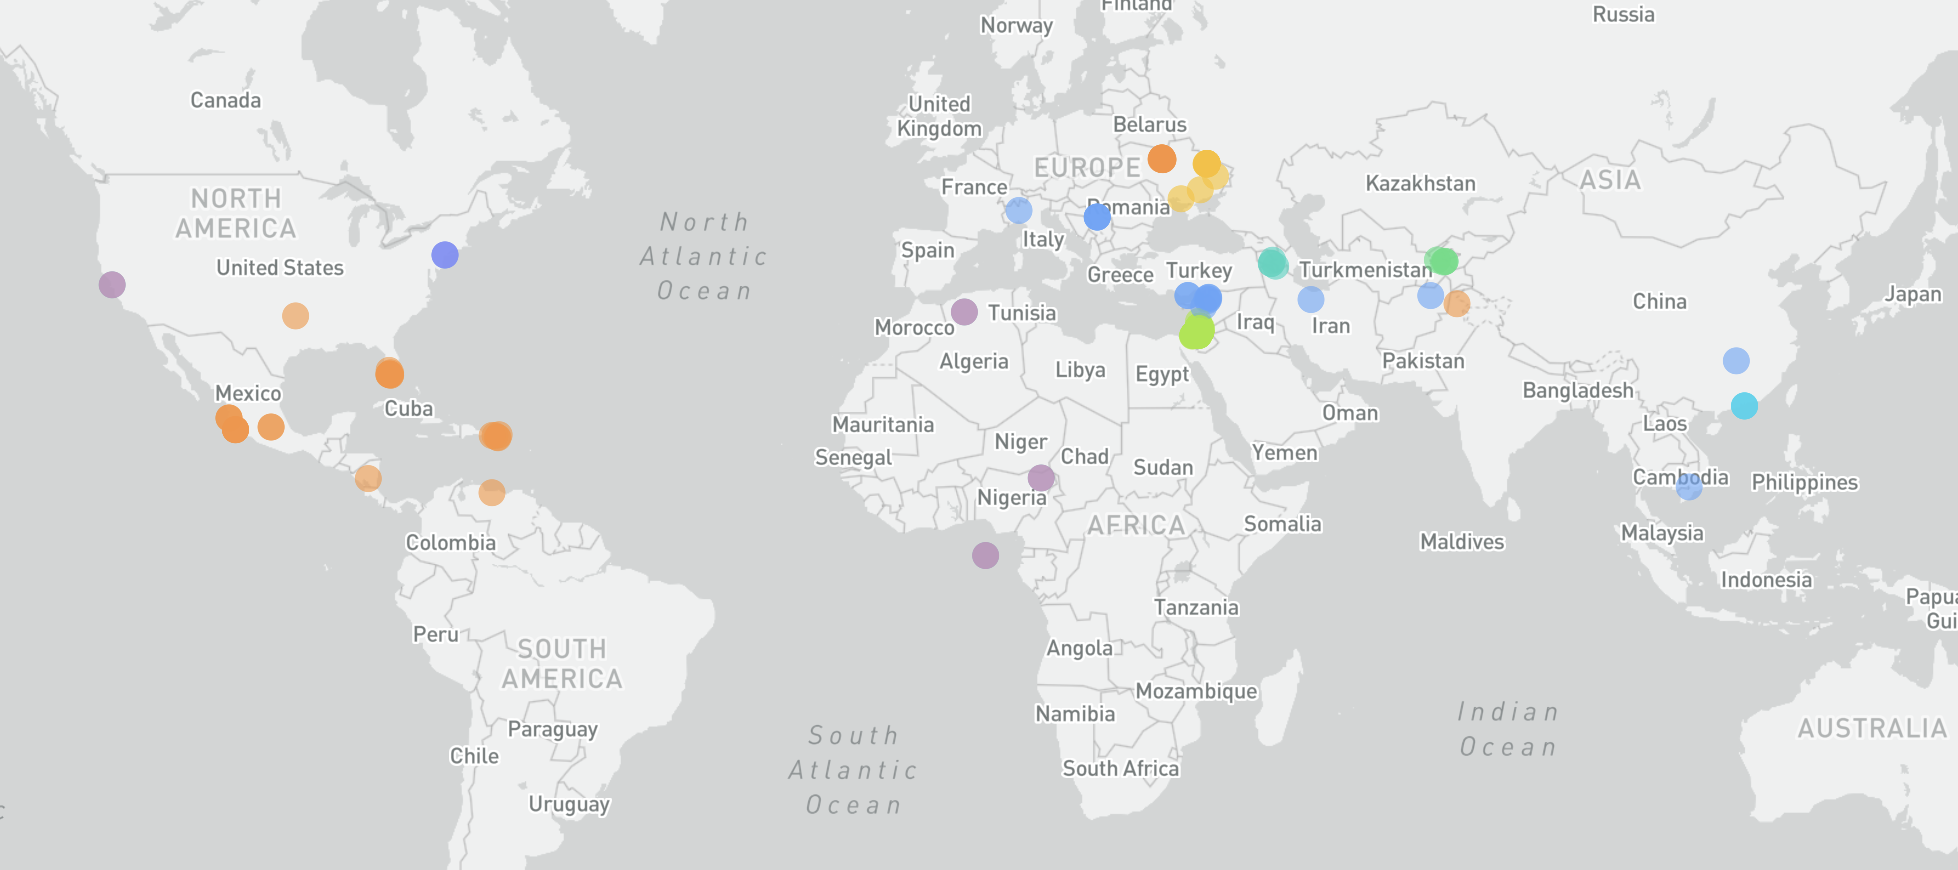 Finland
Russia
Norway
Canada
United
Kingdom
Belarus
EUROPE
Kazakhstan
ASIA
NORTH
AMERICA
France
Romania
North
Atlantic
Ocean
Italy
Spain
United States
Greece
Turkey
Turkmenistan
China
Japan
Morocco
Tunisia
Iraq
Iran
Algeria
Libya
Egypt
Pakistan
Mexico
Cuba
Bangladesh
Oman
Mauritania
Laos
Niger
Chad
Yemen
Senegal
Sudan
Cambodia
Philippines
Nigeria
AFRICA
Somalia
Colombia
Maldives
Malaysia
Indonesia
Tanzania
Papua
Gui
Peru
SOUTH
AMERICA
Angola
Mozambique
Namibia
Indian
Ocean
Paraguay
South
Atlantic
Ocean
AUSTRALIA
Chile
South Africa
Uruguay
c